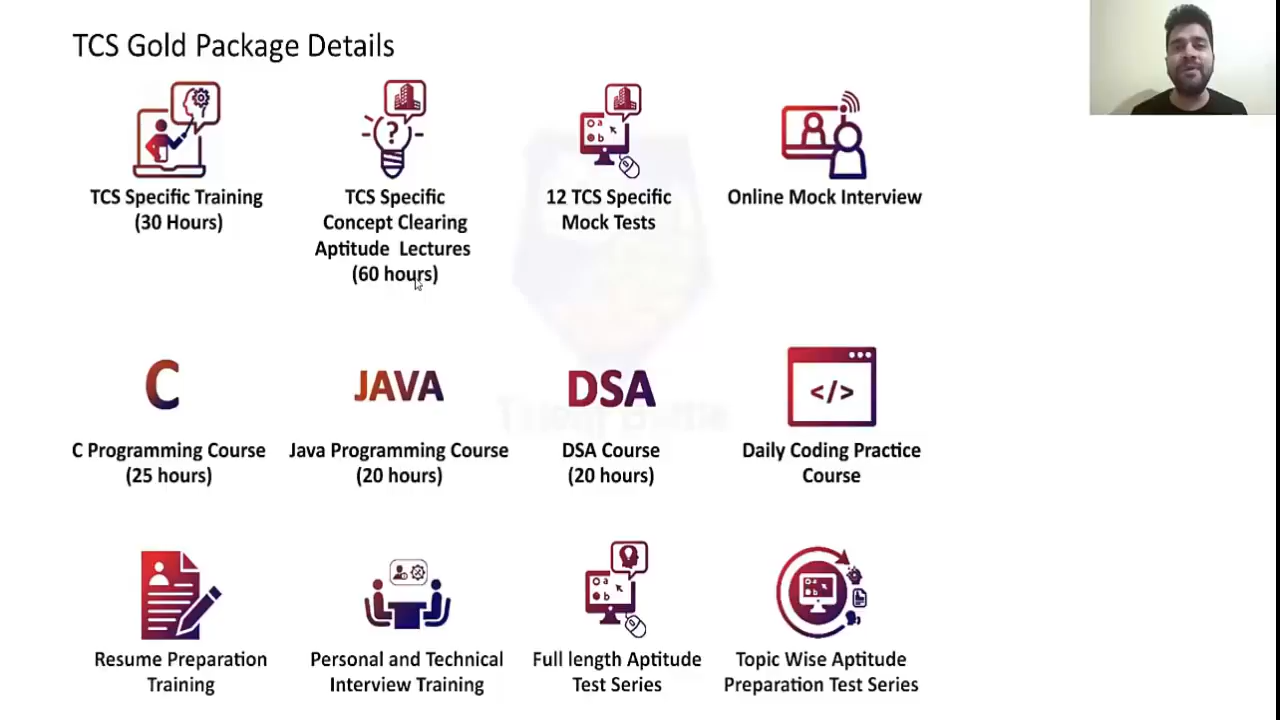 TCS Gold Package Details
TCS Specific Training
(30 Hours)
TCS Specific
Concept Clearing
Aptitude Lectures
(60 hours)
12 TCS Specific
Mock Tests
Online Mock Interview
C
JAVA
DSA
</>
C Programming Course
(25 hours)
Java Programming Course
(20 hours)
DSA Course
(20 hours)
Daily Coding Practice
Course
Resume Preparation
Training
Personal and Technical
Interview Training
Full length Aptitude
Test Series
Topic Wise Aptitude
Preparation Test Series